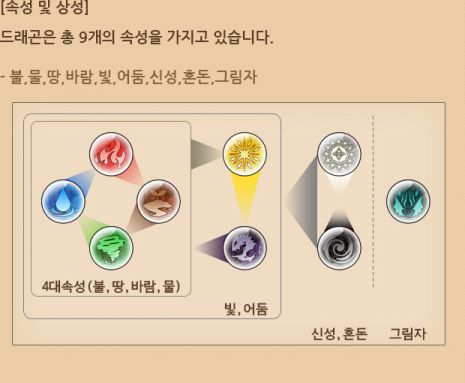 [속성 및 상성]
드래곤은 총 9개의 속성을 가지고 있습니다.
- 불,물,땅,바람,빛,어둠,신성,혼돈,그림자
4대속성(불,땅,바람,물)
빛,어둠
신성,혼돈 그림자